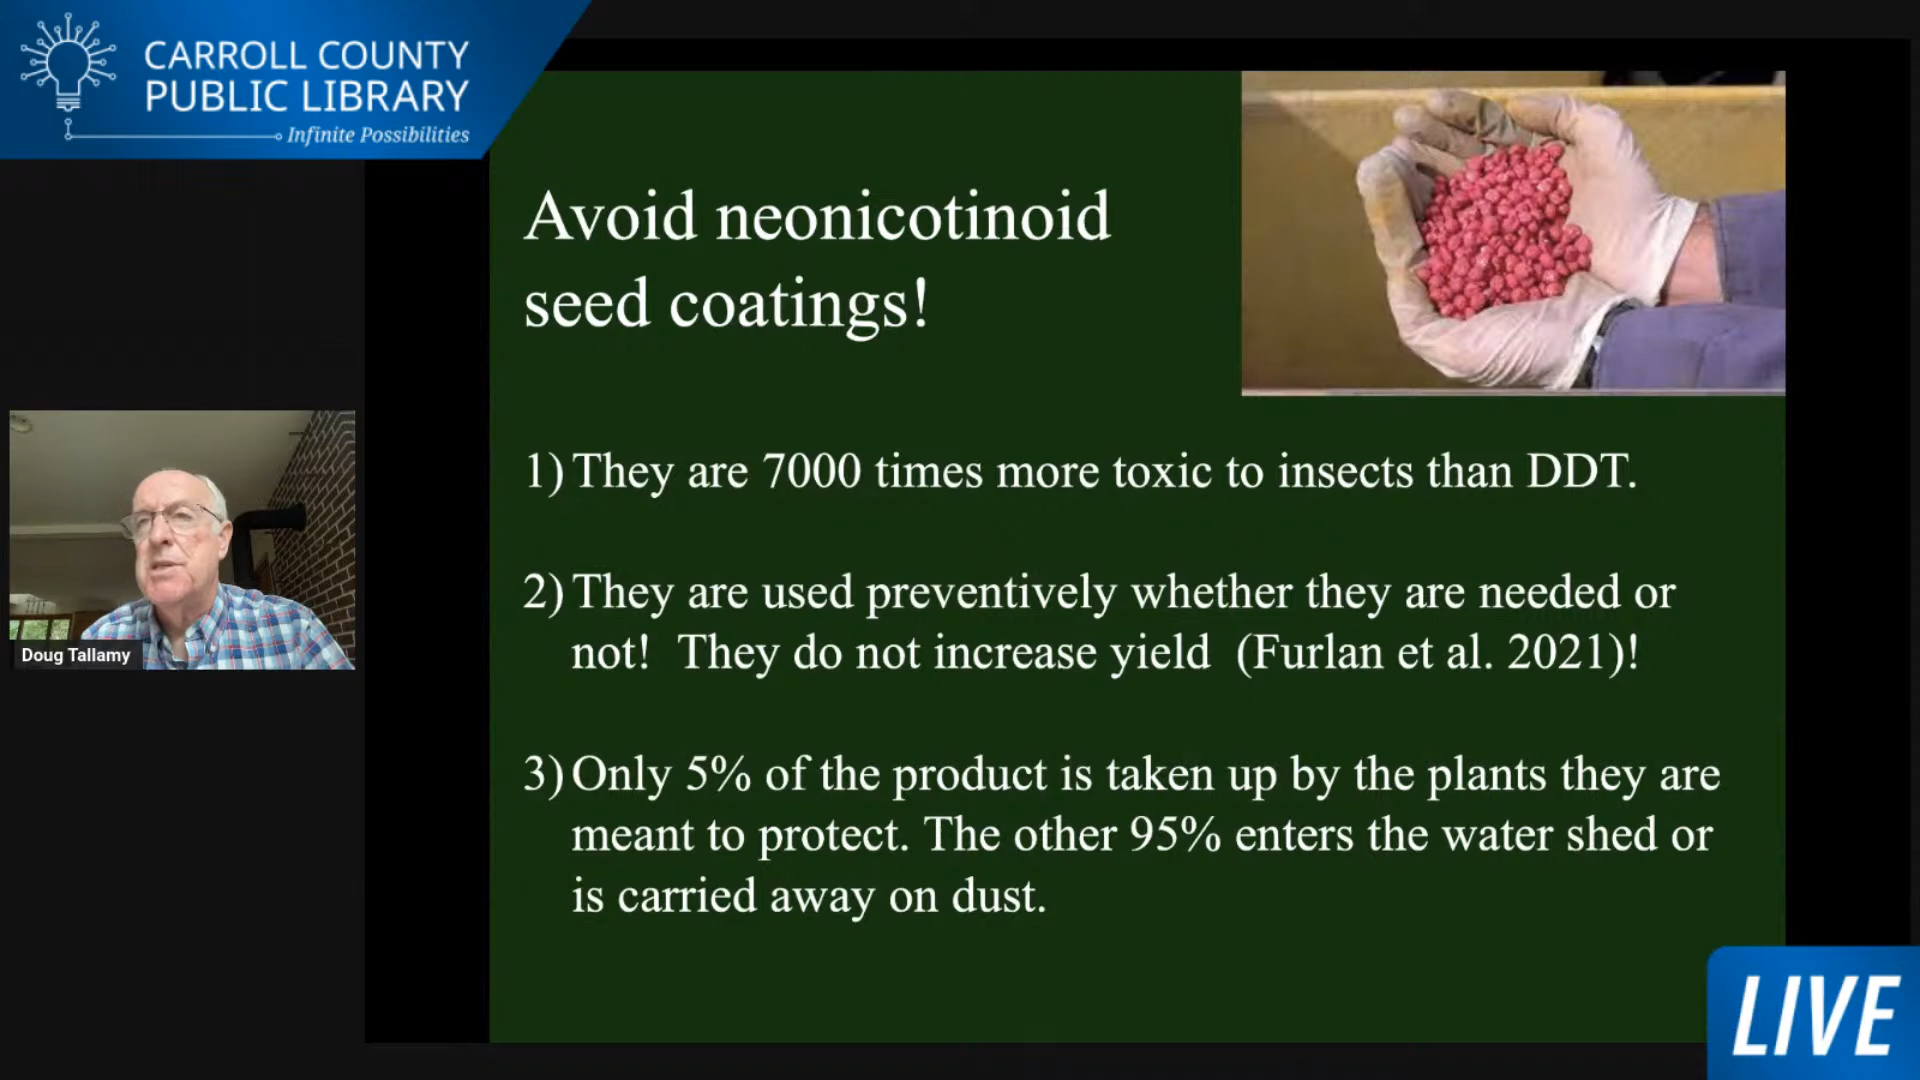 CARROLL COUNTY
PUBLIC LIBRARY
Infinite Possibilities
Avoid neonicotinoid
seed coatings!
1) They are 7000 times more toxic to insects than DDT.
2) They are used preventively whether they are needed or
not!  They do not increase yield  (Furlan et al. 2021)!
3) Only 5% of the product is taken up by the plants they are
meant to protect. The other 95% enters the water shed or
is carried away on dust.
Doug Tallamy
LIVE